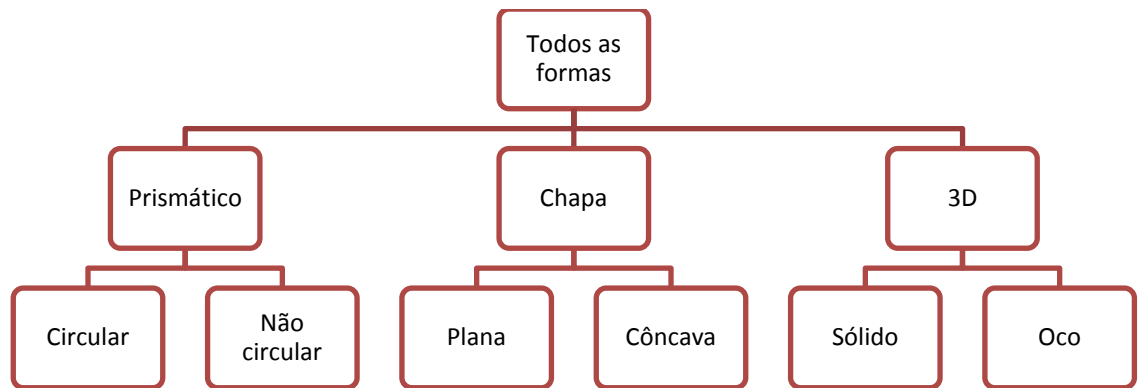 Todos as
formas
Prismático
Chapa
3D
Circular
Não
circular
Plana
Côncava
Sólido
Oco